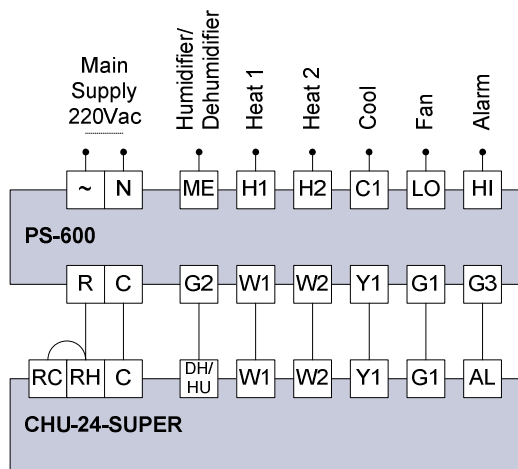 Main
Supply
220Vac
Humidifier/
Dehumidifier
Heat 1
Heat 2
Cool
Fan
Alarm
~ N ME H1 H2 C1 LO HI
PS-600
R C G2 W1 W2 Y1 G1 G3
RC RH C DH/
HU W1 W2 Y1 G1 AL
CHU-24-SUPER